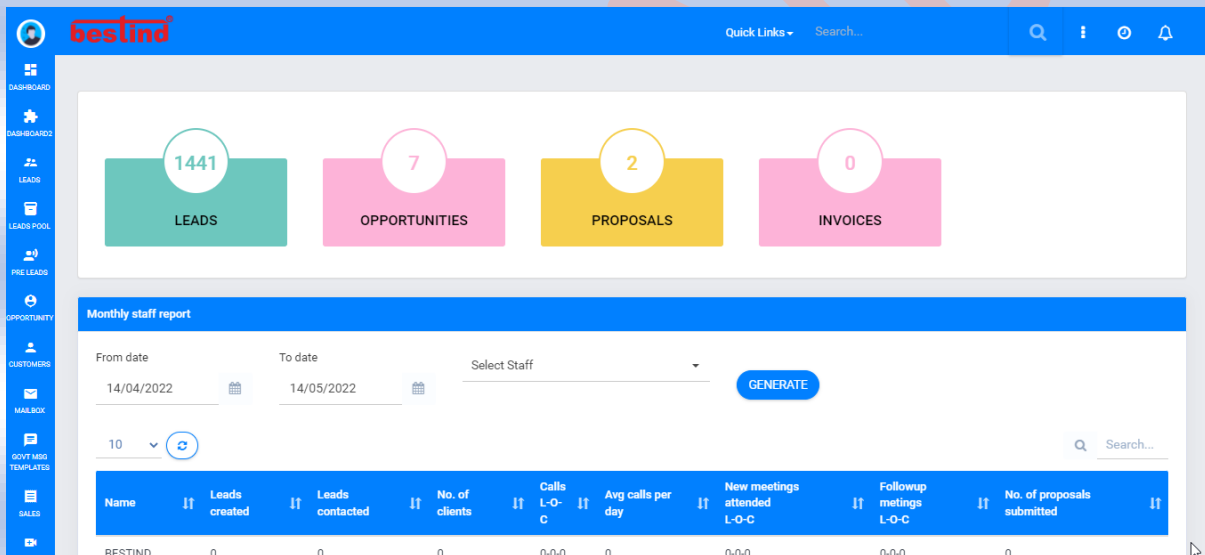 bestind
Quick Links
Search...
DASHBOARD
DASHBOARD2
LEADS
LEADS POOL
PRE LEADS
OPPORTUNITY
CUSTOMERS
MAILBOX
GOVT MSG
TEMPLATES
SALES
1441
7
2
0
LEADS
OPPORTUNITIES
PROPOSALS
INVOICES
Monthly staff report
From date
To date
14/04/2022
14/05/2022
Select Staff
GENERATE
10
Search...
Name
Leads
created
Leads
contacted
No. of
clients
Calls
L-O-
C
Avg calls per
day
New meetings
attended
L-O-C
Followup
metings
L-O-C
No. of proposals
submitted
BESTIND 0 0 0 0-0-0 0 0-0-0 0-0-0 0